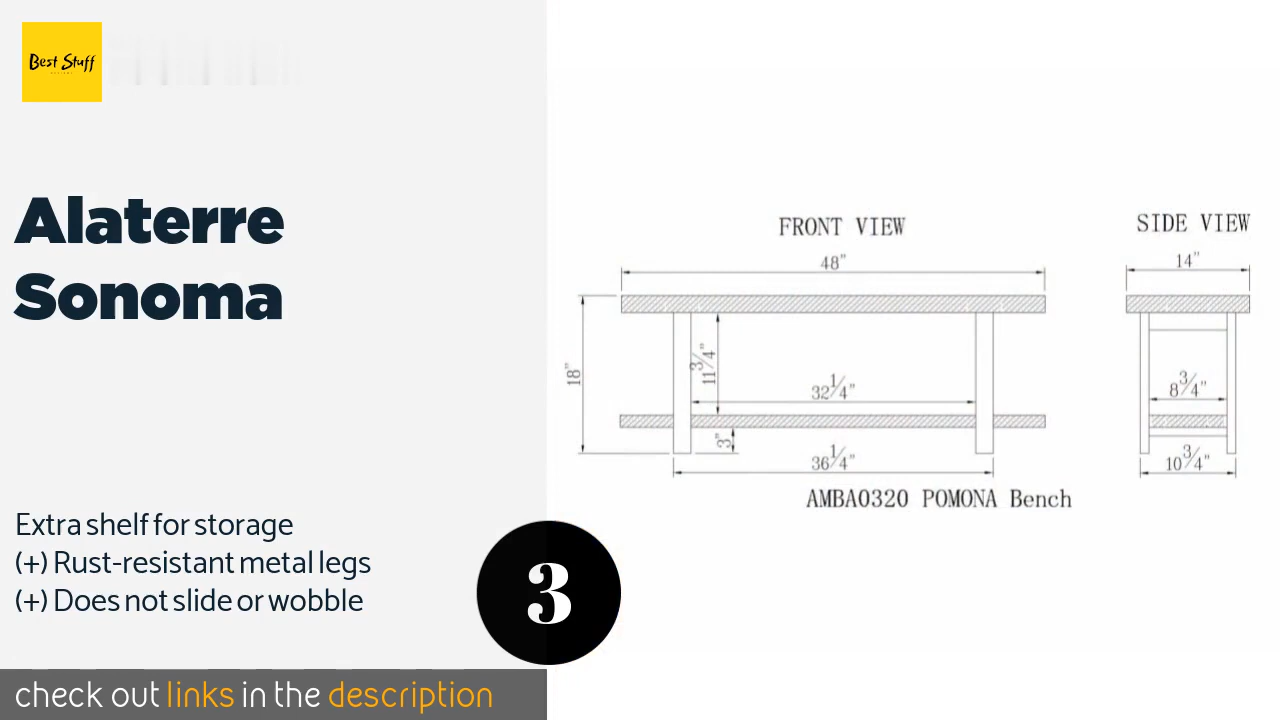 Best Stuff
Alaterre
Sonoma
Extra shelf for storage
(+) Rust-resistant metal legs
(+) Does not slide or wobble
check out links in the description
3
FRONT VIEW
SIDE VIEW
48"
14"
18"
11 3/4"
32 1/4"
8 3/4"
3"
36 1/4"
10 3/4"
AMBA0320 POMONA Bench